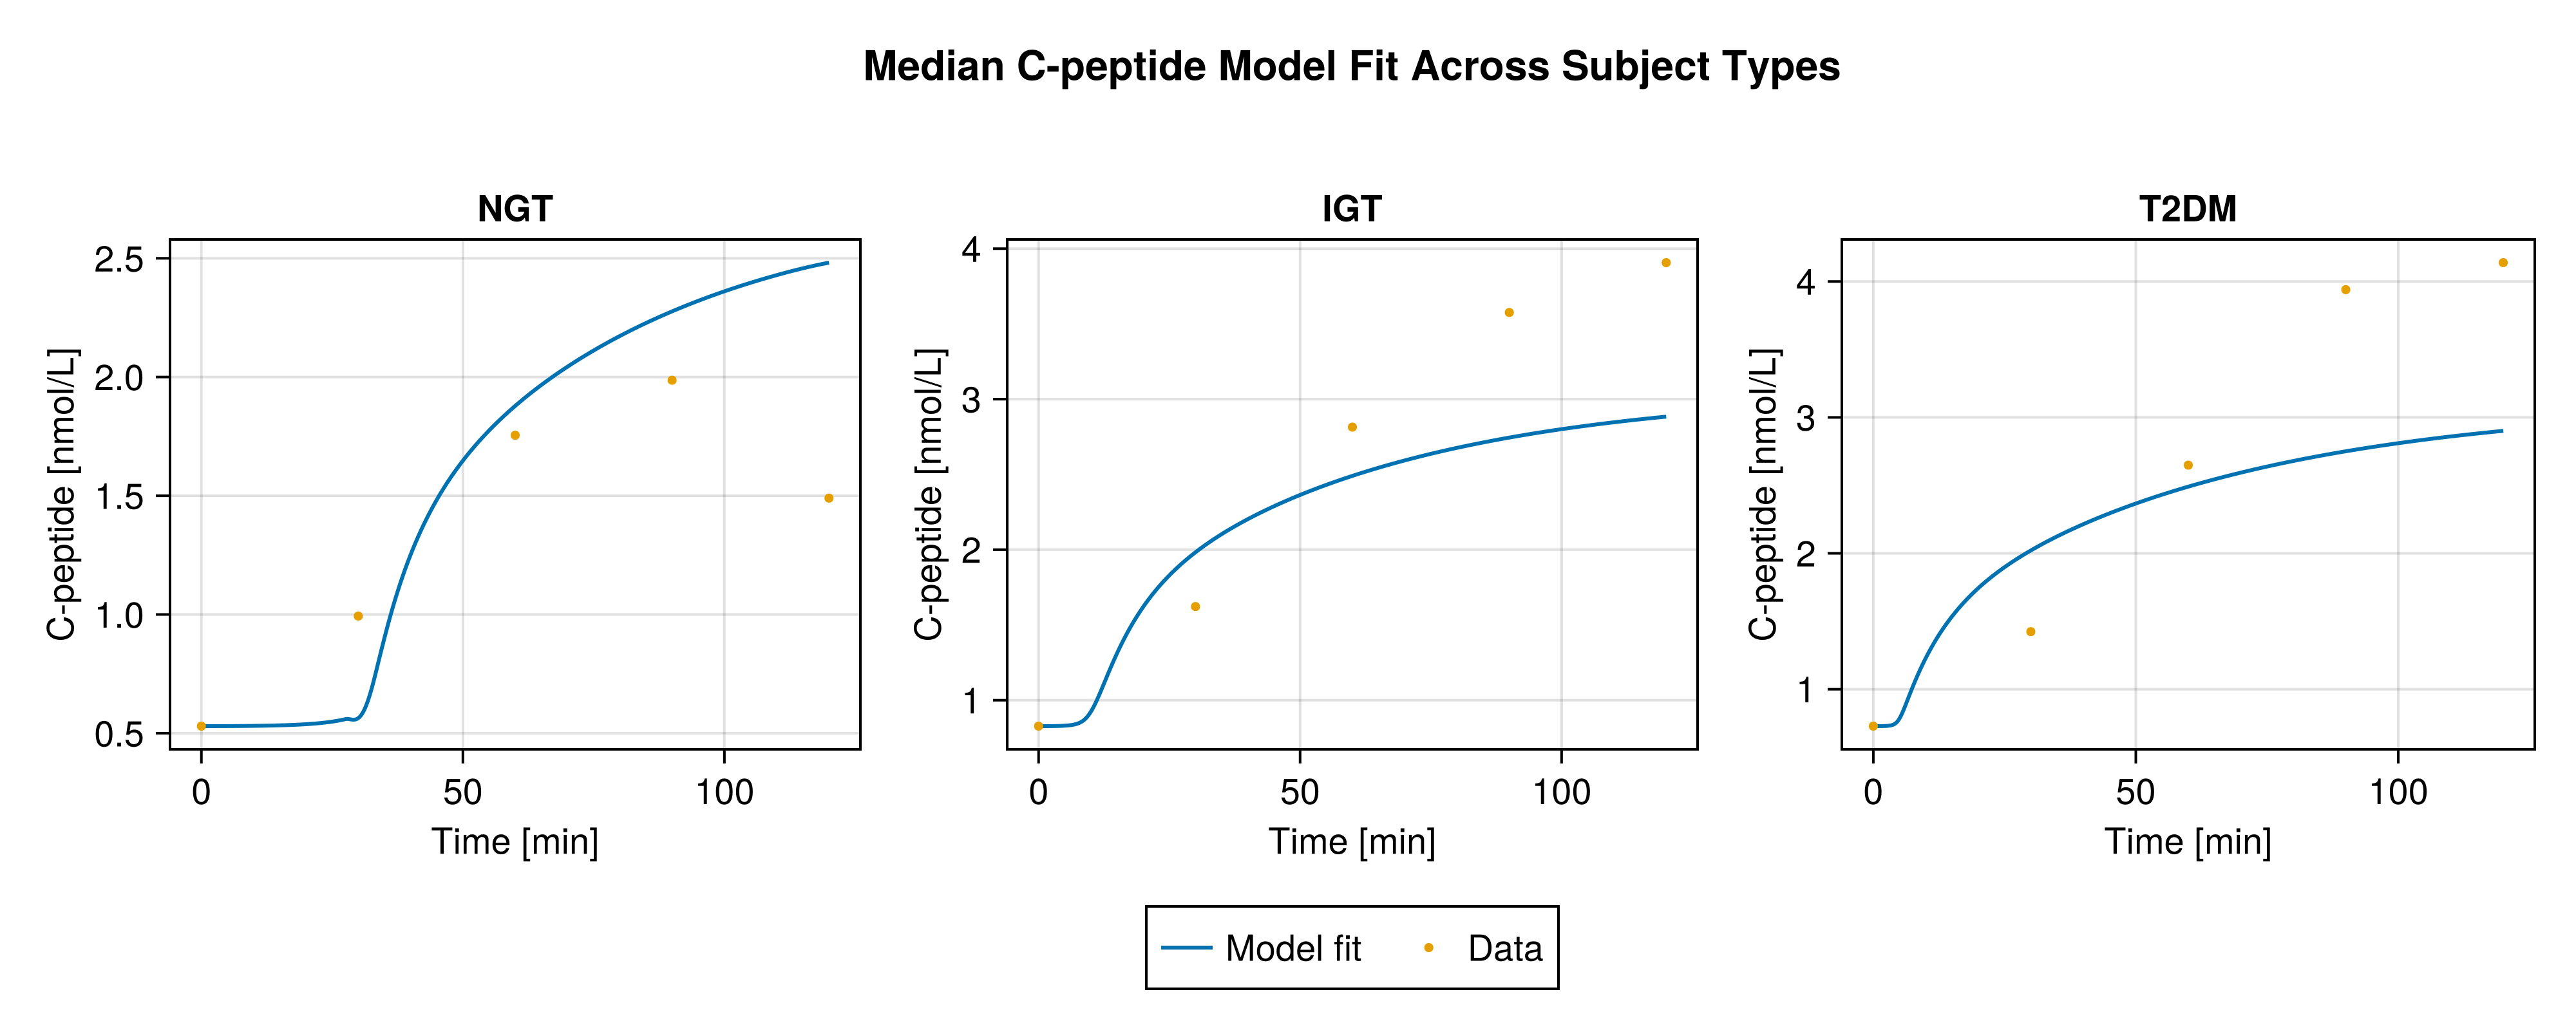 Median C-peptide Model Fit Across Subject Types
NGT
C-peptide [nmol/L]
2.5
2.0
1.5
1.0
0.5
0
50
100
Time [min]
IGT
C-peptide [nmol/L]
4
3
2
1
0
50
100
Time [min]
T2DM
C-peptide [nmol/L]
4
3
2
1
0
50
100
Time [min]
Model fit
Data